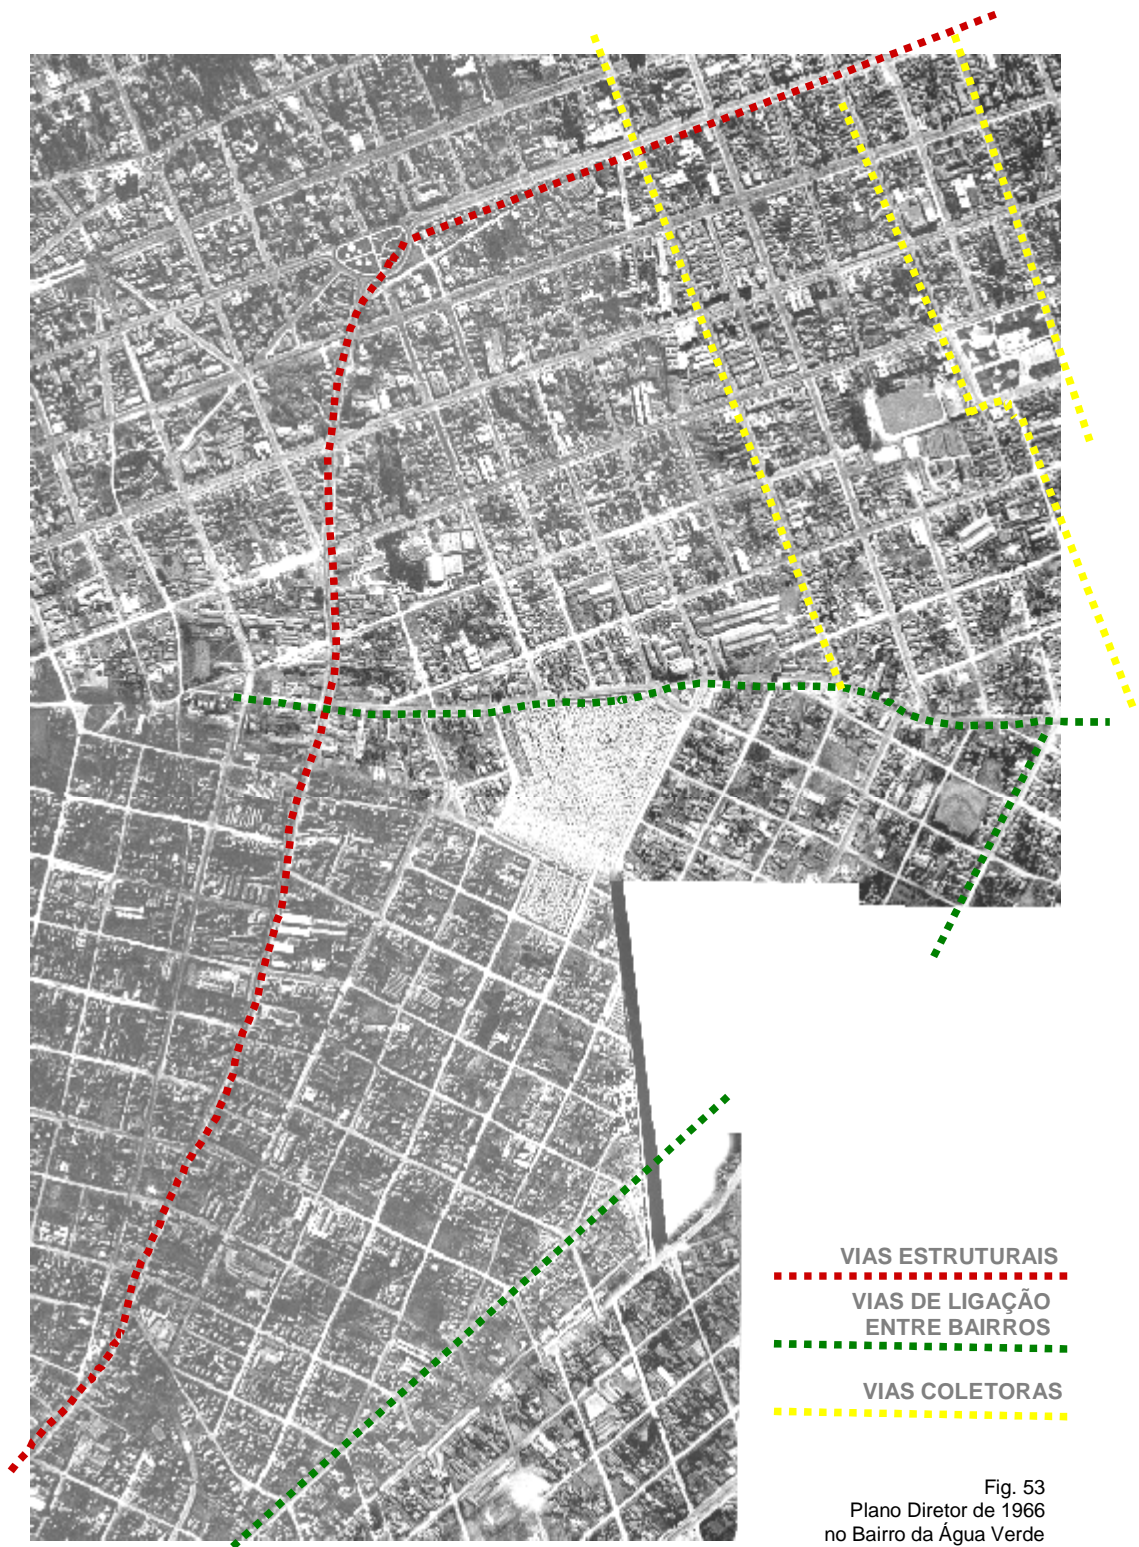 VIAS ESTRUTURAIS
VIAS DE LIGAÇÃO
ENTRE BAIRROS
VIAS COLETORAS
Fig. 53
Plano Diretor de 1966
no Bairro da Água Verde